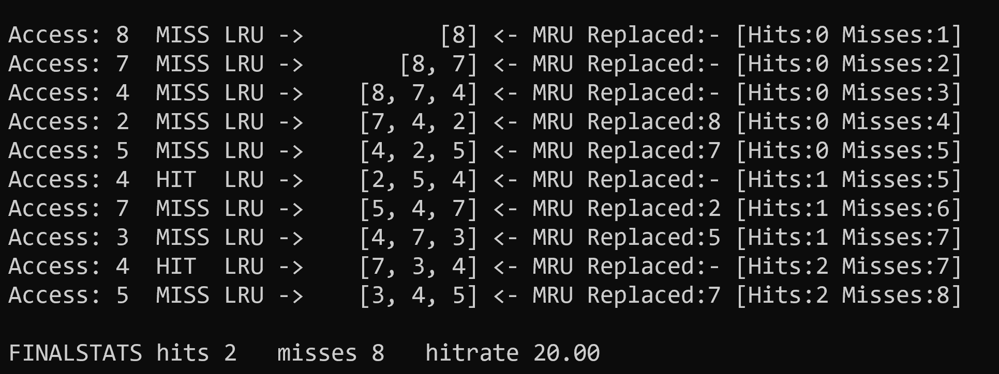 Access: 8  MISS LRU ->          [8] <- MRU Replaced:- [Hits:0 Misses:1]
Access: 7  MISS LRU ->       [8, 7] <- MRU Replaced:- [Hits:0 Misses:2]
Access: 4  MISS LRU ->    [8, 7, 4] <- MRU Replaced:- [Hits:0 Misses:3]
Access: 2  MISS LRU ->    [7, 4, 2] <- MRU Replaced:8 [Hits:0 Misses:4]
Access: 5  MISS LRU ->    [4, 2, 5] <- MRU Replaced:7 [Hits:0 Misses:5]
Access: 4  HIT  LRU ->    [2, 5, 4] <- MRU Replaced:- [Hits:1 Misses:5]
Access: 7  MISS LRU ->    [5, 4, 7] <- MRU Replaced:2 [Hits:1 Misses:6]
Access: 3  MISS LRU ->    [4, 7, 3] <- MRU Replaced:5 [Hits:1 Misses:7]
Access: 4  HIT  LRU ->    [7, 3, 4] <- MRU Replaced:- [Hits:2 Misses:7]
Access: 5  MISS LRU ->    [3, 4, 5] <- MRU Replaced:7 [Hits:2 Misses:8]
FINALSTATS hits 2   misses 8   hitrate 20.00